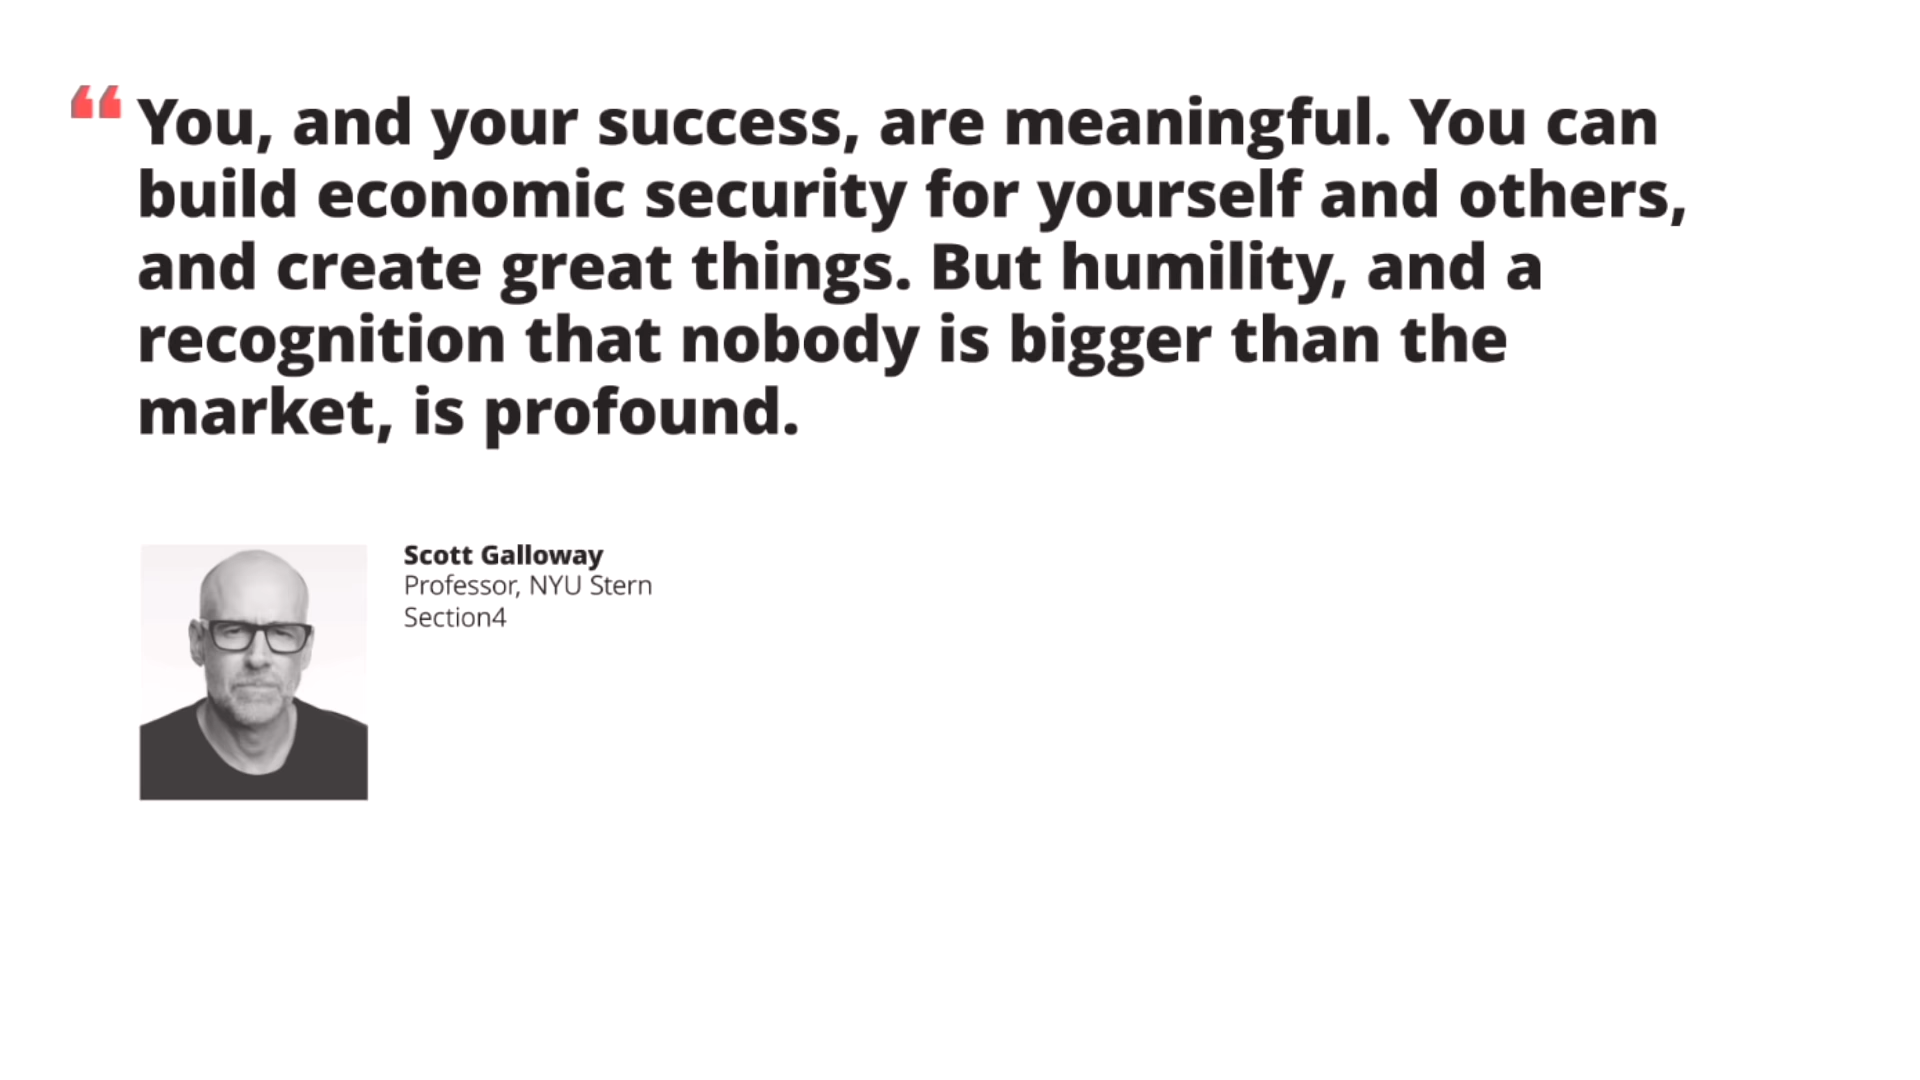 “ You, and your success, are meaningful. You can
build economic security for yourself and others,
and create great things. But humility, and a
recognition that nobody is bigger than the
market, is profound.
Scott Galloway
Professor, NYU Stern
Section4